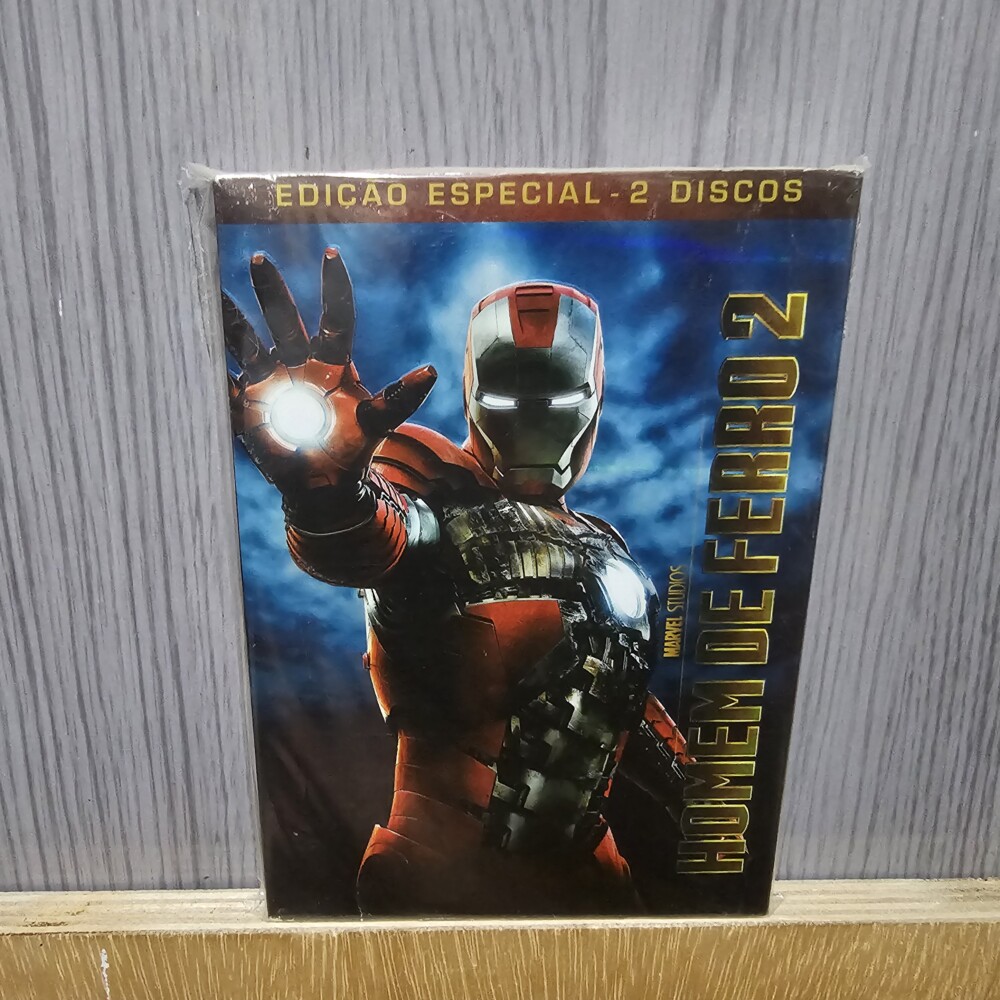 EDIÇÃO ESPECIAL - 2 DISCOS
MARVEL STUDIOS
HOMEM DE FERRO 2